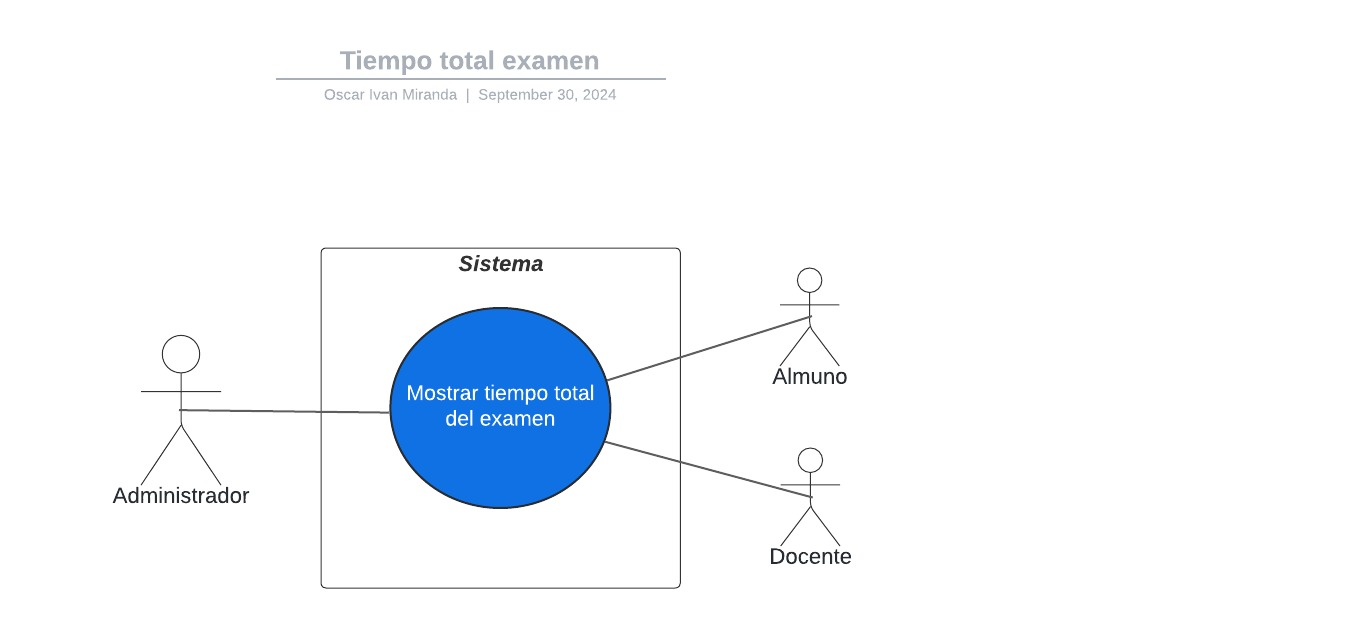 Tiempo total examen
Oscar Ivan Miranda | September 30, 2024
Sistema
Mostrar tiempo total
del examen
Almuno
Administrador
Docente